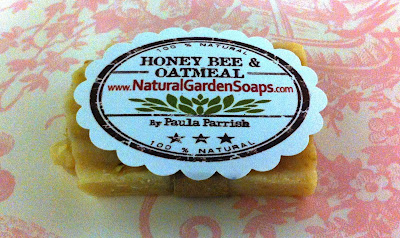 100 % NATURAL
HONEY BEE &
OATMEAL
www.NaturalGardenSoaps.com
By Paula Parrish
100 % NATURAL